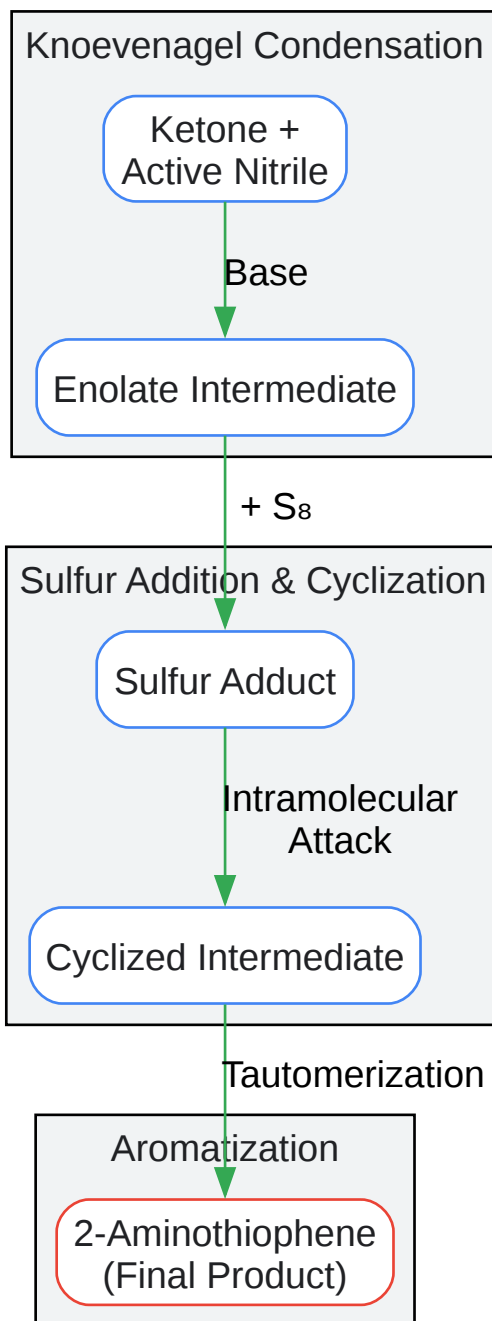 Knoevenagel Condensation
Ketone +
Active Nitrile
Base
Enolate Intermediate
+ S₈
Sulfur Addition & Cyclization
Sulfur Adduct
Intramolecular
Attack
Cyclized Intermediate
Tautomerization
Aromatization
2-Aminothiophene
(Final Product)